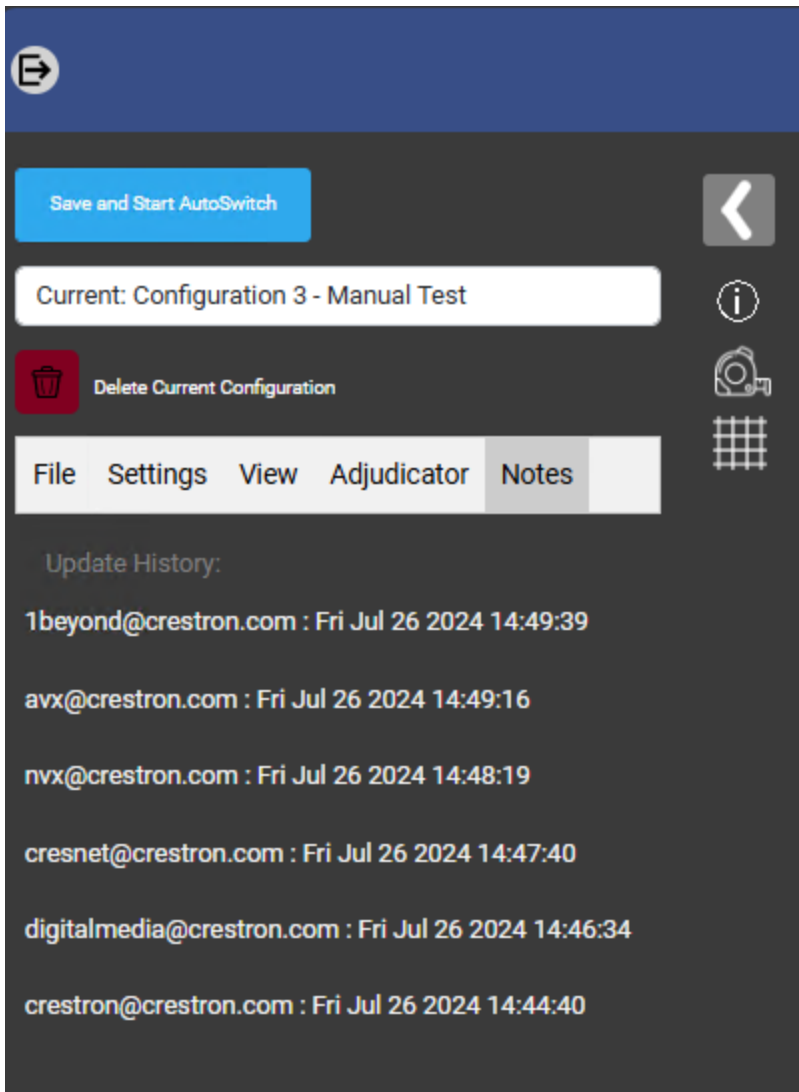 Save and Start AutoSwitch
Current: Configuration 3 - Manual Test
Delete Current Configuration
File Settings View Adjudicator Notes
Update History:
1beyond@crestron.com : Fri Jul 26 2024 14:49:39
avx@crestron.com : Fri Jul 26 2024 14:49:16
nvx@crestron.com : Fri Jul 26 2024 14:48:19
cresnet@crestron.com : Fri Jul 26 2024 14:47:40
digitalmedia@crestron.com : Fri Jul 26 2024 14:46:34
crestron@crestron.com : Fri Jul 26 2024 14:44:40